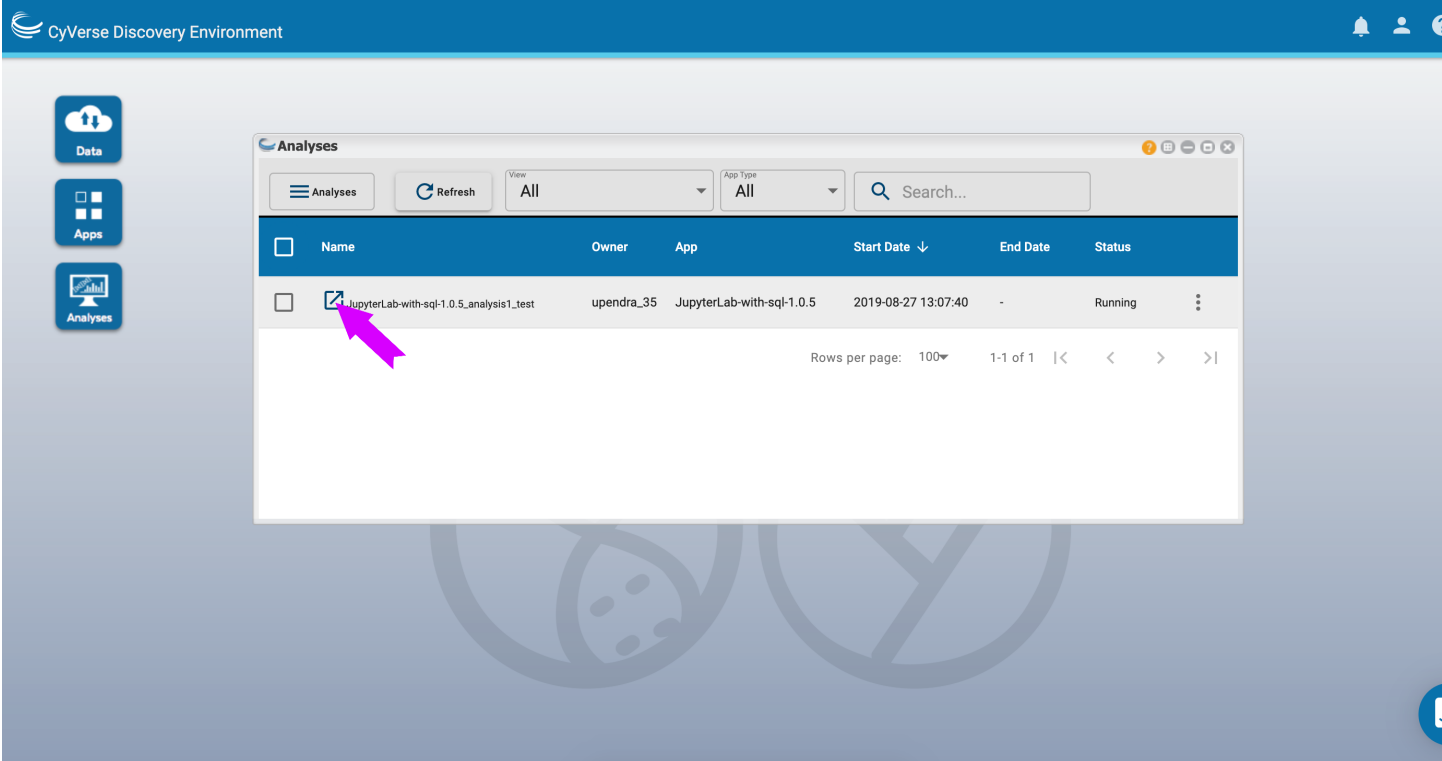 CyVerse Discovery Environment
Data
Apps
Analyses
Analyses
Analyses
Refresh
View
All
App Type
All
Search...
Name Owner App Start Date End Date Status
JupyterLab-with-sql-1.0.5_analysis1_test upendra_35 JupyterLab-with-sql-1.0.5 2019-08-27 13:07:40 - Running
Rows per page: 100 1-1 of 1